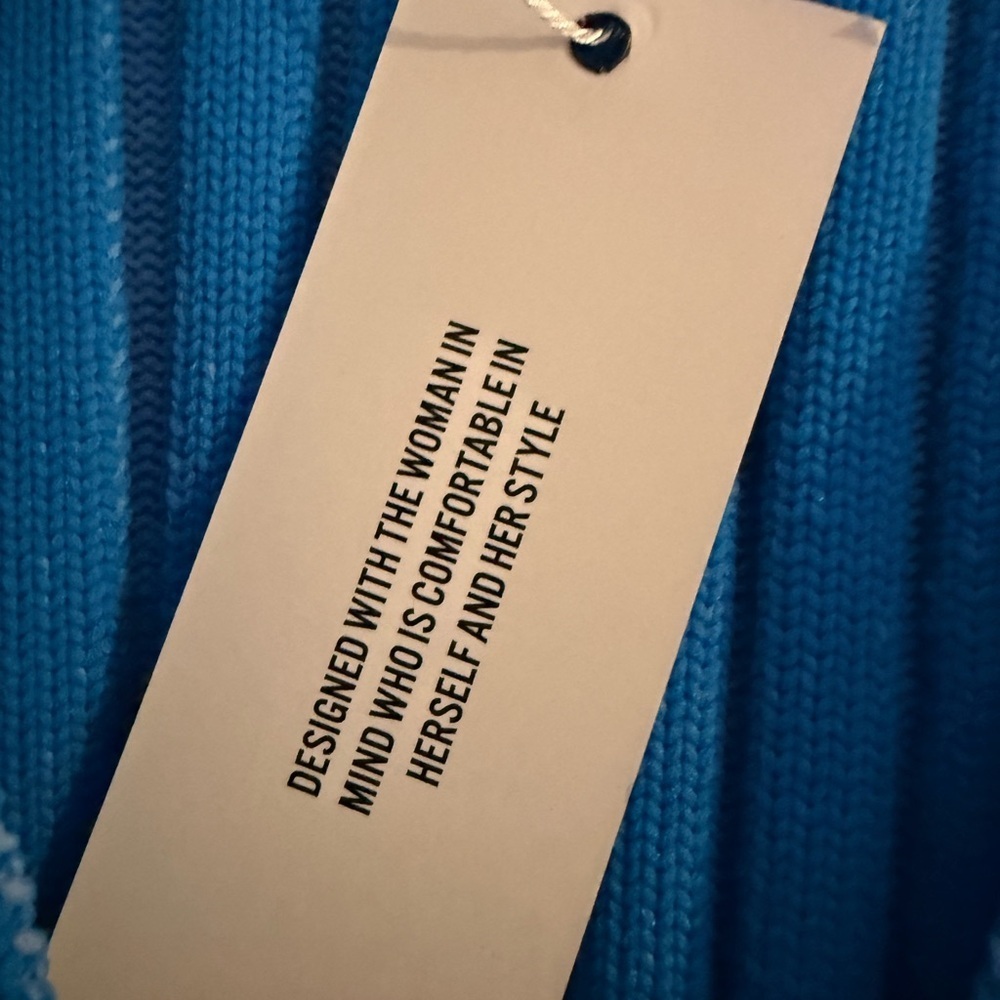 DESIGNED WITH THE WOMAN IN
MIND WHO IS COMFORTABLE IN
HERSELF AND HER STYLE